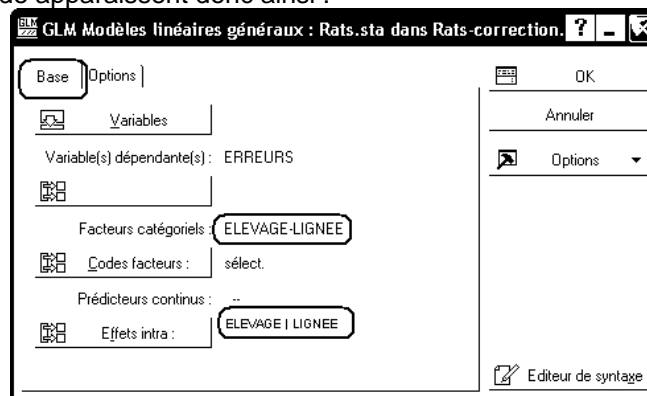 de apparaissent donc ainsi :
GLM Modèles linéaires généraux : Rats.sta dans Rats-correction.
Base Options
OK
Variables
Annuler
Variable(s) dépendante(s) : ERREURS
Options
Facteurs catégoriels : ELEVAGE-LIGNEE
Codes facteurs : sélect.
Prédicteurs continus : --
Effets intra : ELEVAGE | LIGNEE
Editeur de syntaxe